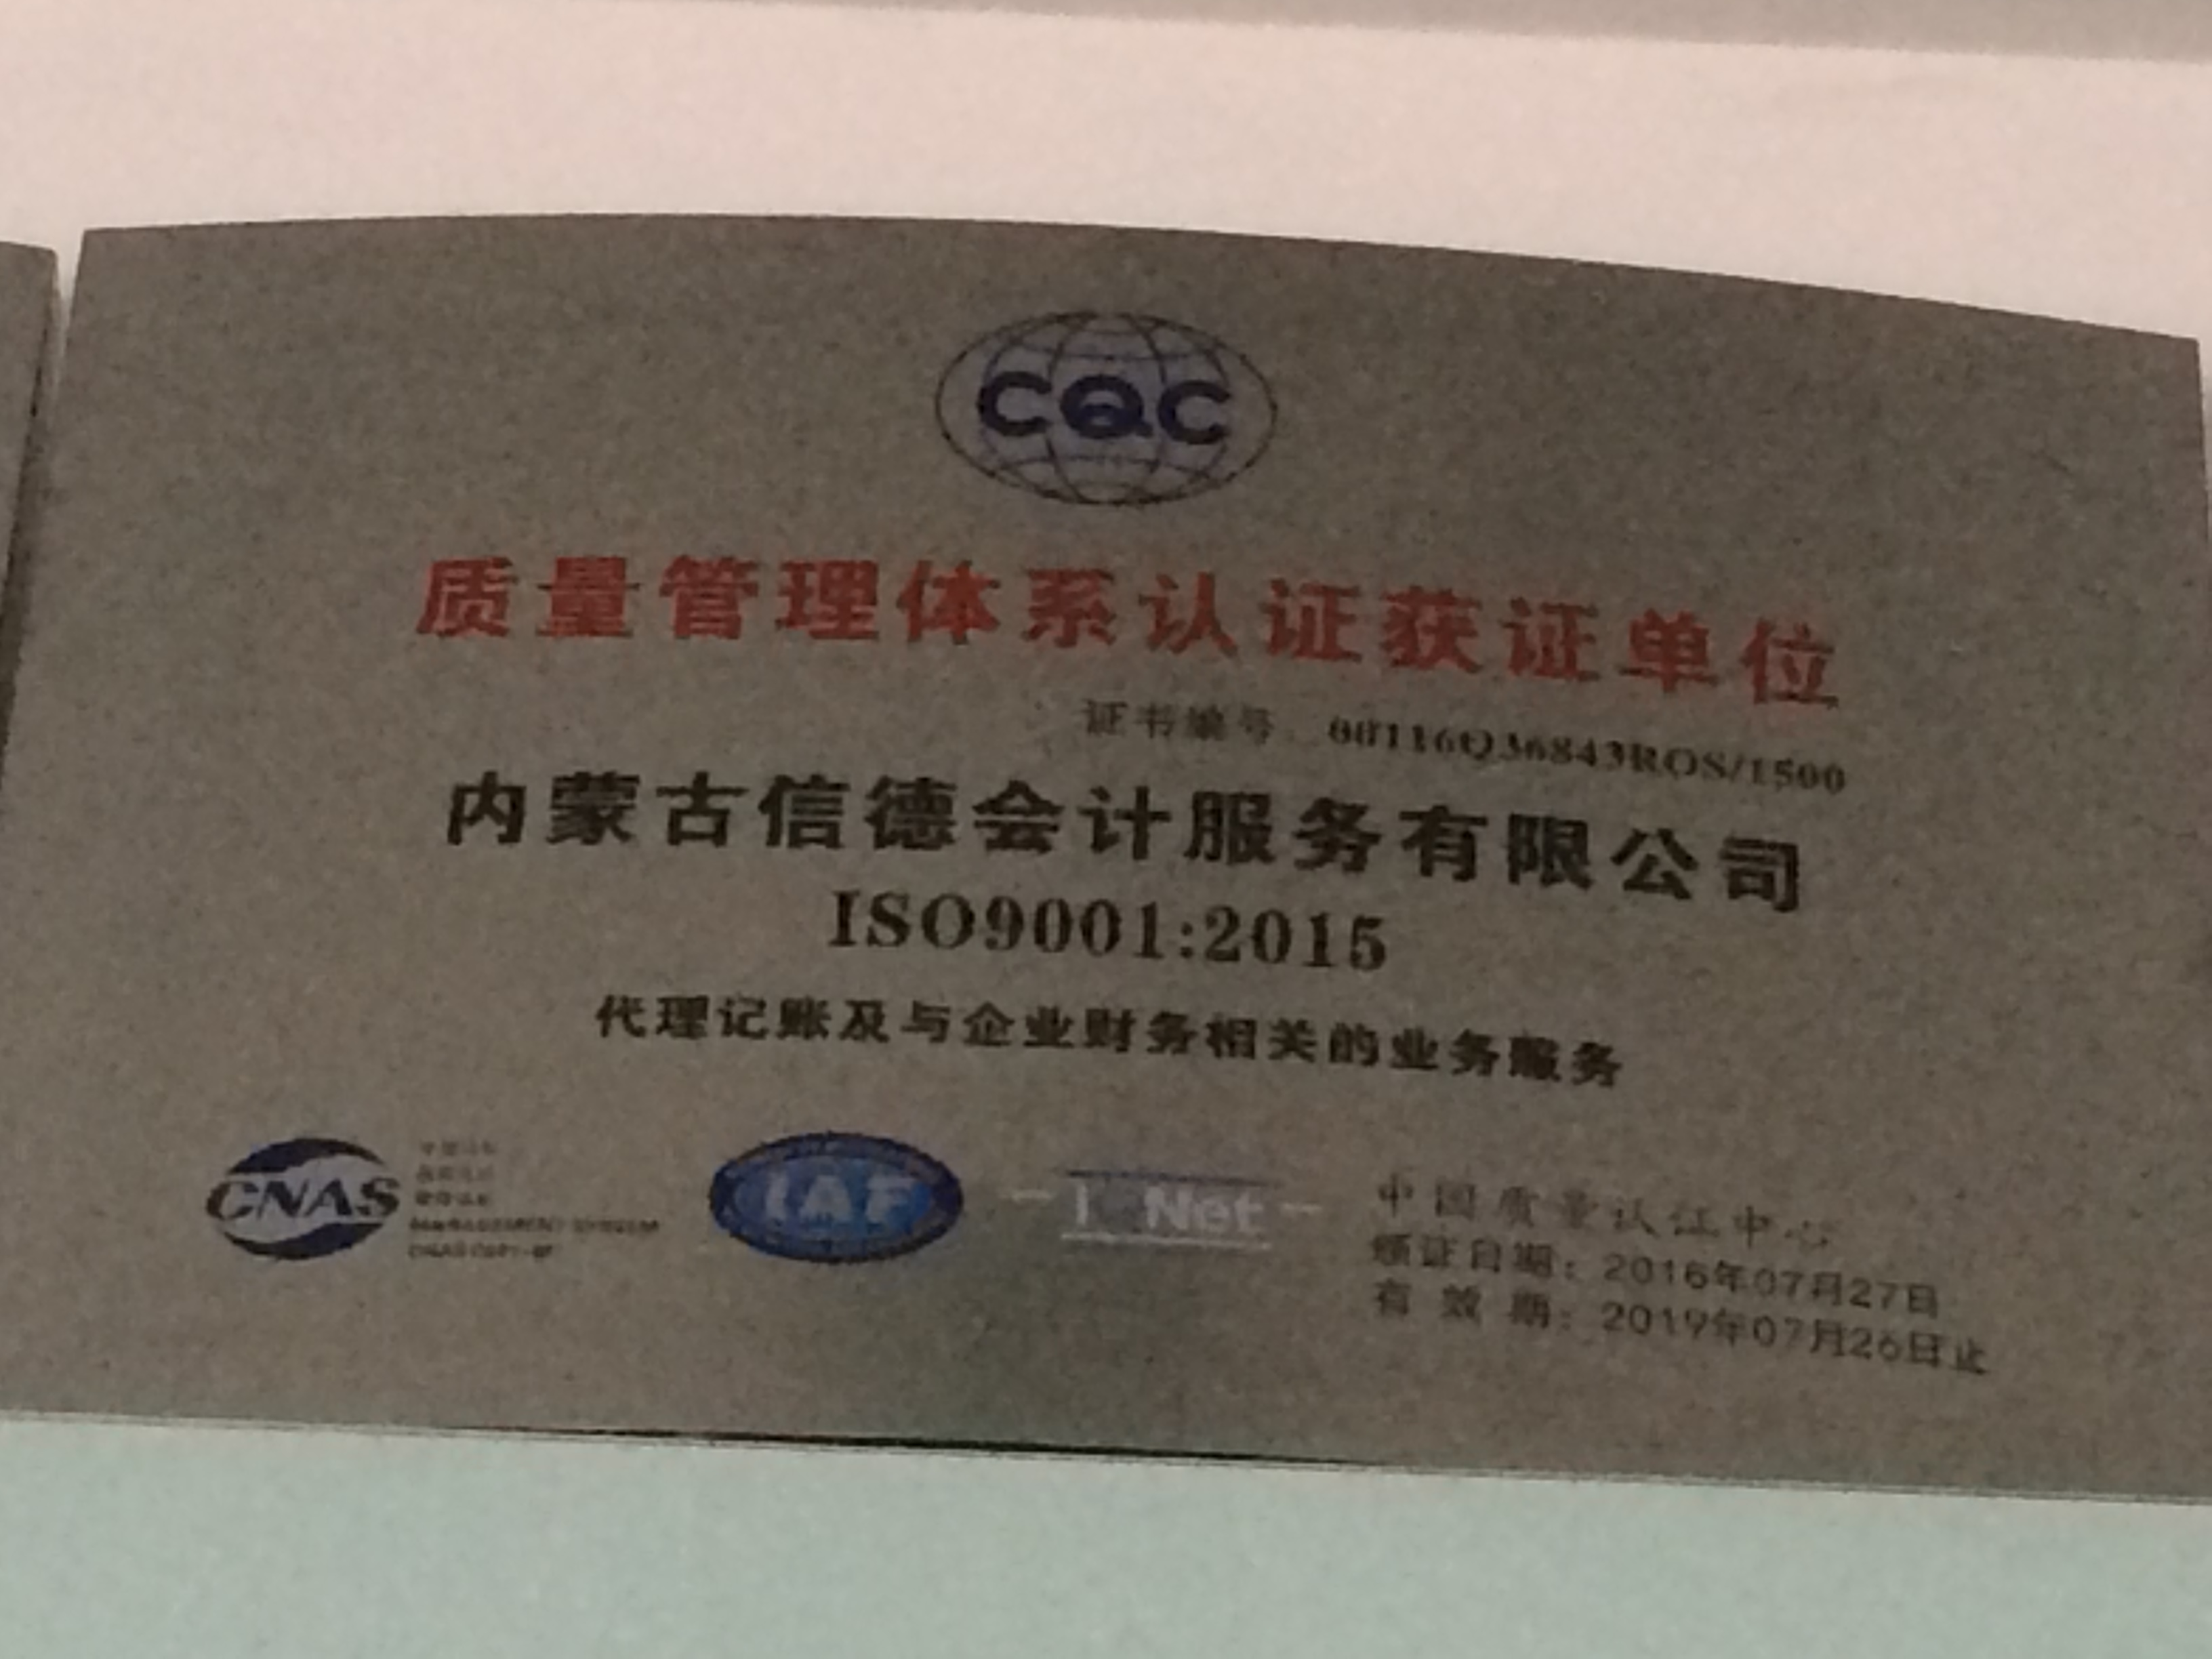 CQC
质量管理体系认证获证单位
证书编号 00116Q36843ROS/1500
内蒙古信德会计服务有限公司
ISO9001:2015
代理记账及与企业财务相关的业务服务
CNAS
MANAGEMENT SYSTEM
IAF
Net
中国质量认证中心
颁证日期：2016年07月27日
有效期：2019年07月26日止